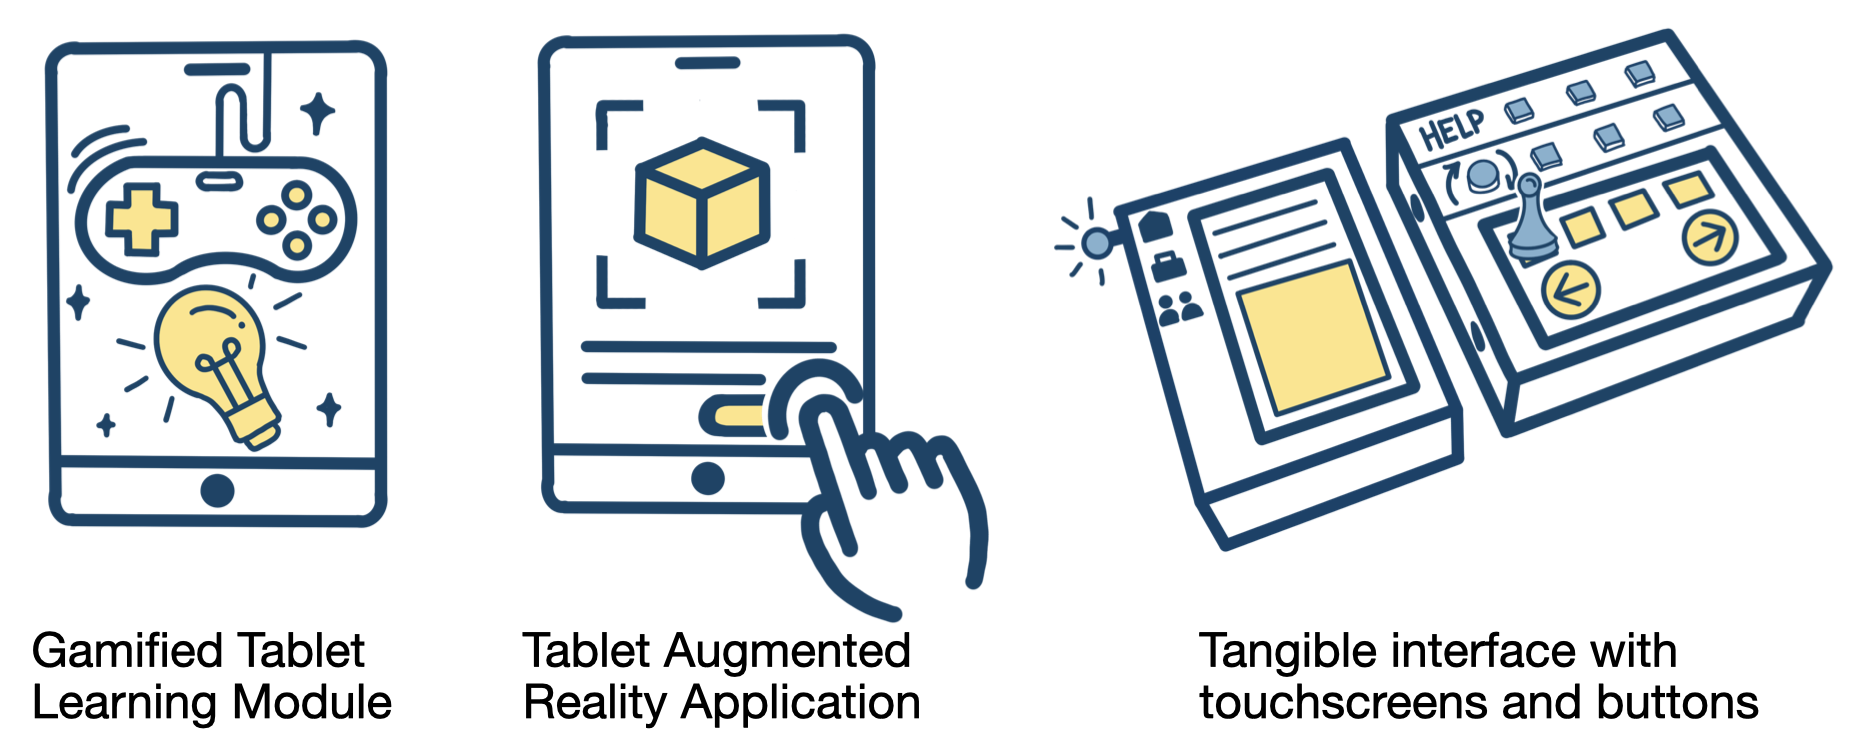 HELP
Gamified Tablet
Learning Module
Tablet Augmented
Reality Application
Tangible interface with
touchscreens and buttons